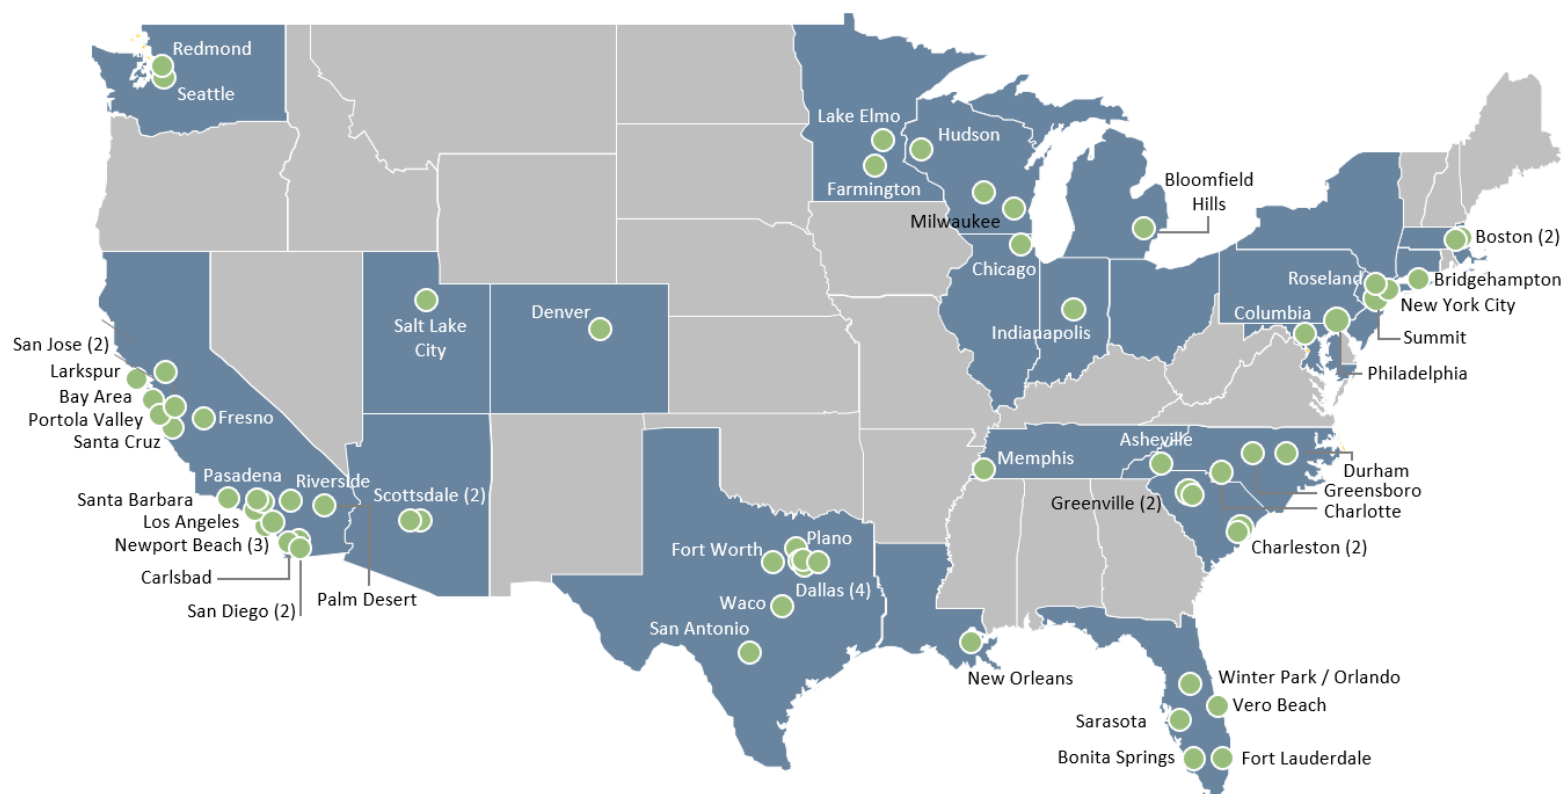 Redmond
Seattle
Lake Elmo
Hudson
Farmington
Milwaukee
Bloomfield
Hills
Chicago
Boston (2)
Roseland
Bridgehampton
New York City
Columbia
Summit
Philadelphia
Indianapolis
Denver
Salt Lake
City
San Jose (2)
Larkspur
Bay Area
Portola Valley
Santa Cruz
Fresno
Pasadena
Riverside
Santa Barbara
Los Angeles
Newport Beach (3)
Carlsbad
San Diego (2)
Palm Desert
Scottsdale (2)
Memphis
Asheville
Durham
Greensboro
Charlotte
Greenville (2)
Charleston (2)
Fort Worth
Plano
Dallas (4)
Waco
San Antonio
New Orleans
Winter Park / Orlando
Vero Beach
Sarasota
Bonita Springs
Fort Lauderdale